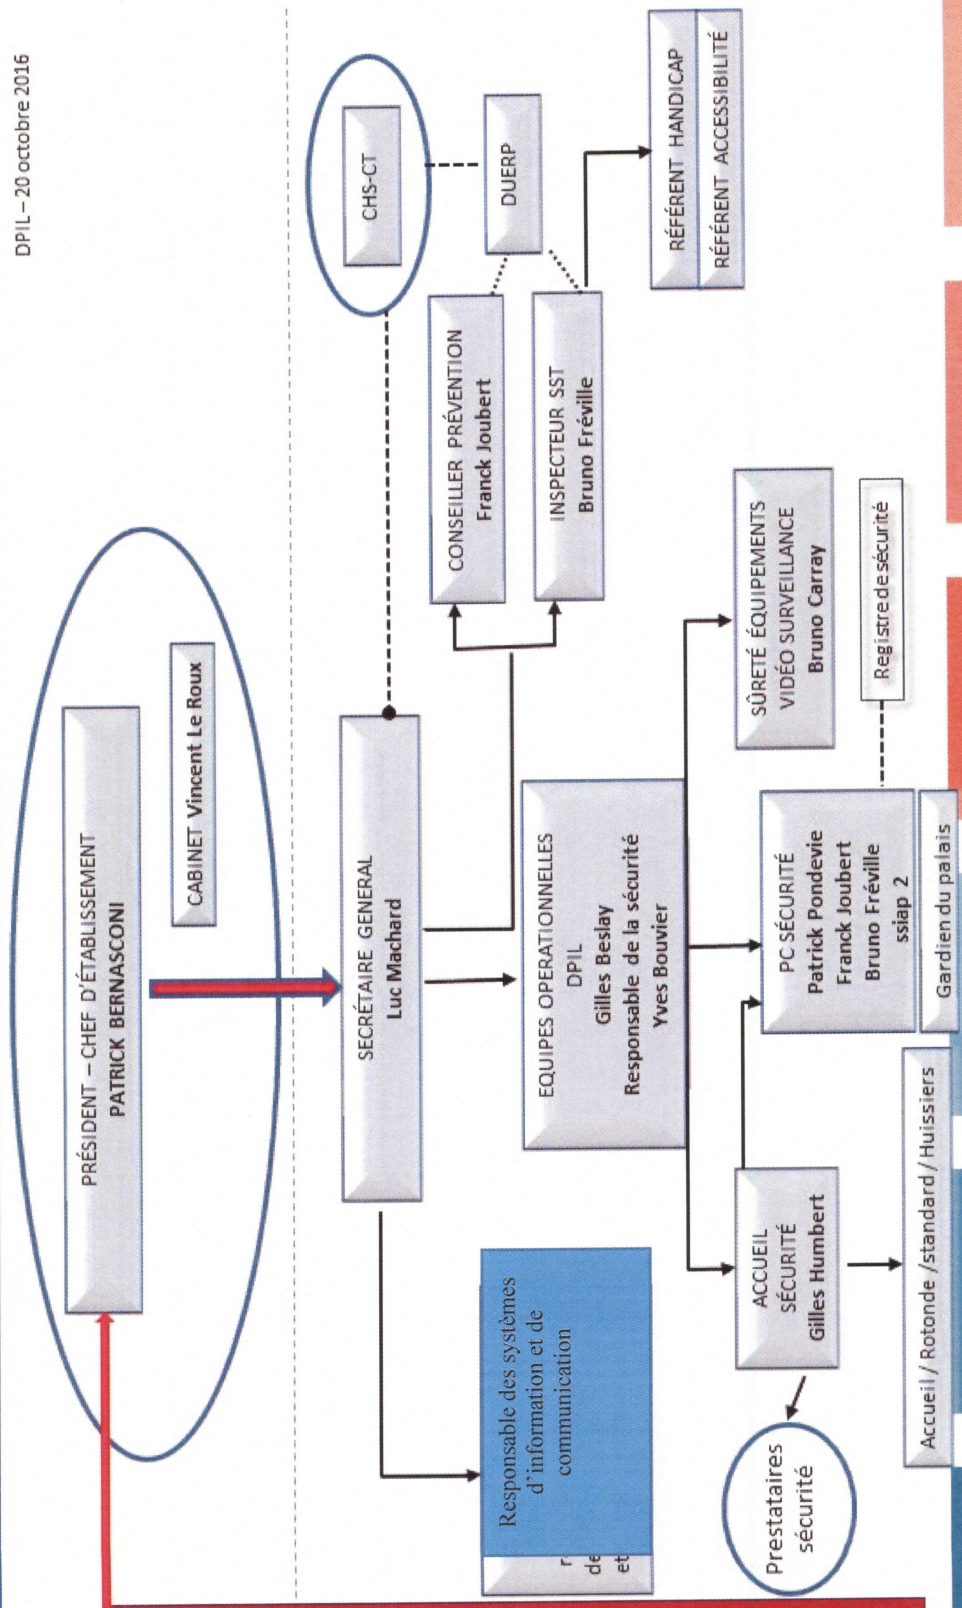 DPIL – 20 octobre 2016
PRÉSIDENT – CHEF D'ÉTABLISSEMENT
PATRICK BERNASCONI
CABINET Vincent Le Roux
SECRÉTAIRE GENERAL
Luc Machard
CHS-CT
DUERP
CONSEILLER PRÉVENTION
Franck Joubert
INSPECTEUR SST
Bruno Fréville
RÉFÉRENT HANDICAP
RÉFÉRENT ACCESSIBILITÉ
Responsable des systèmes
d'information et de
communication
r
de
et
EQUIPES OPERATIONNELLES
DPIL
Gilles Beslay
Responsable de la sécurité
Yves Bouvier
ACCUEIL
SÉCURITÉ
Gilles Humbert
PC SÉCURITÉ
Patrick Pondevie
Franck Joubert
Bruno Fréville
ssiap 2
Gardien du palais
SÛRETÉ ÉQUIPEMENTS
VIDÉO SURVEILLANCE
Bruno Carray
Registre de sécurité
Prestataires
sécurité
Accueil / Rotonde /standard / Huissiers